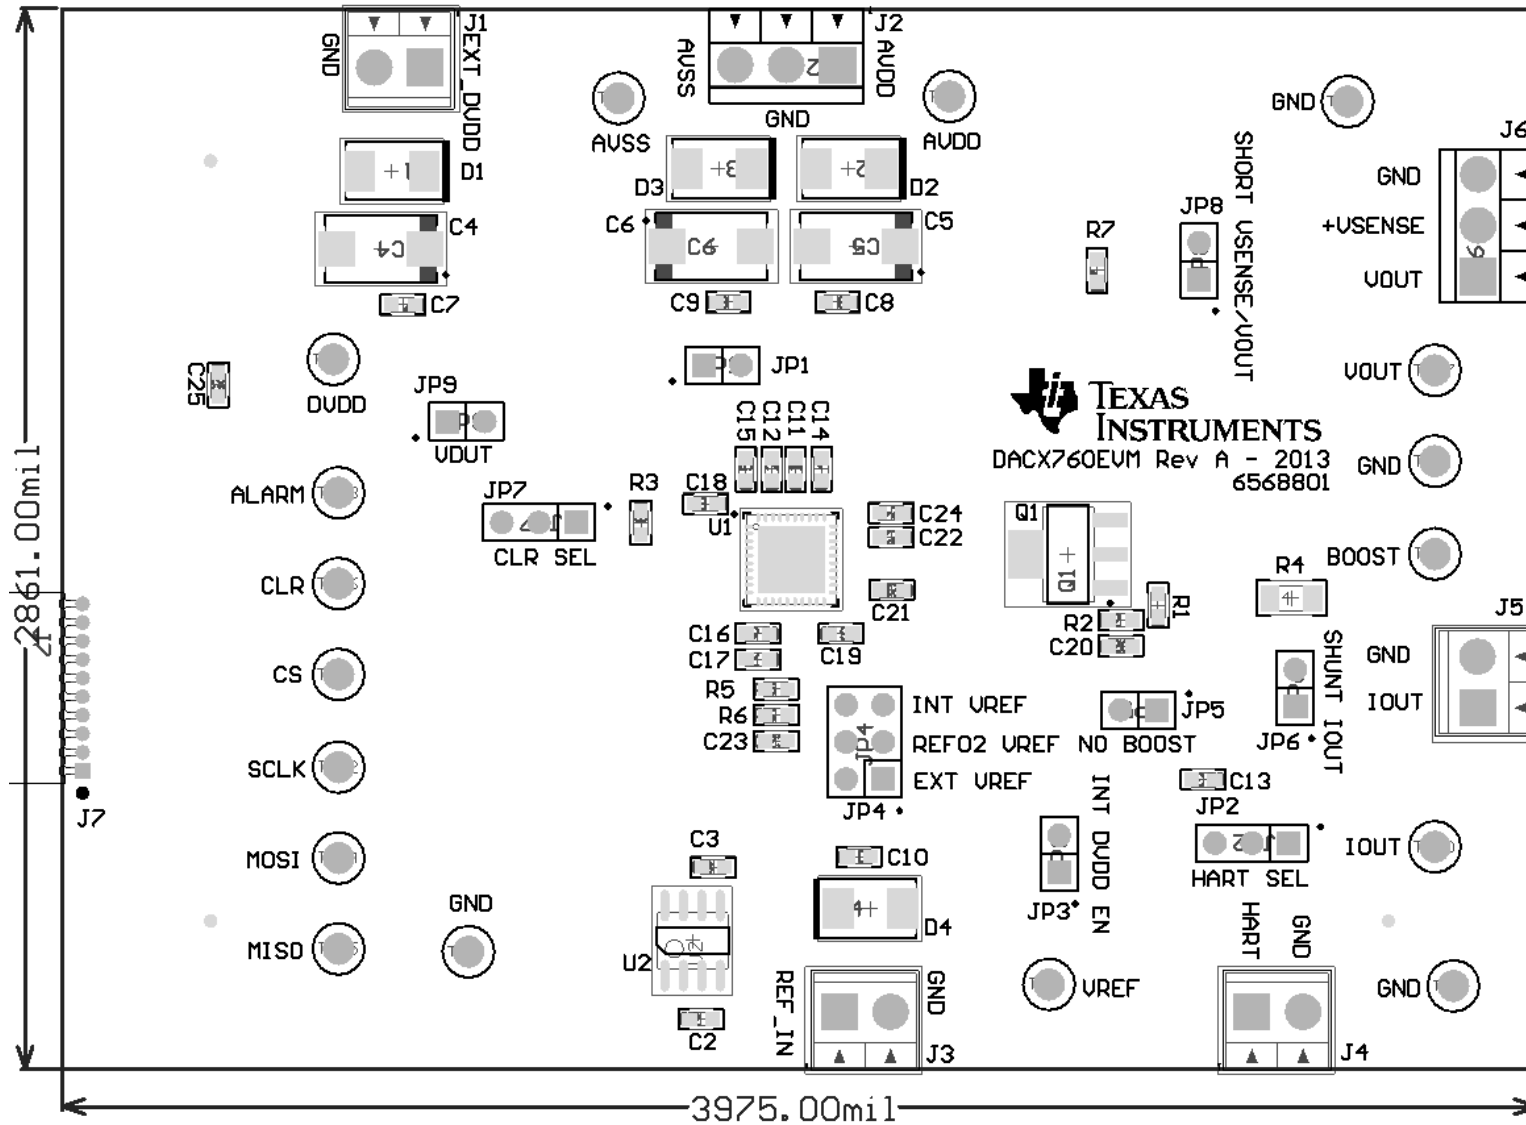 J1
GND
EXT_DVDD
J2
AVSS
AVDD
GND
AVSS
AVDD
GND
J6
D1
D3
D2
SHORT VSENSE/VOUT
GND
+VSENSE
VOUT
C4
C4
C6
C5
C5
JP8
R7
C7
C9
C8
C25
DVDD
JP9
VDUT
JP1
VOUT
TEXAS
INSTRUMENTS
DACX760EVM Rev A - 2013
6568801
GND
C15
C12
C11
C14
ALARM
JP7
CLR SEL
R3
C18
U1
C24
C22
Q1
Q1
BOOST
R4
CLR
C21
R1
R2
C20
J5
GND
IOUT
SHUNT IOUT
CS
C16
C17
C19
R5
R6
C23
INT VREF
REF02 VREF
EXT VREF
JP4
JP4
JP5
NO BOOST
JP6
SCLK
J7
C13
JP2
HART SEL
INT DVDD EN
JP3
IOUT
MOSI
C3
C10
GND
D4
HART
GND
MISO
U2
VREF
GND
REF_IN
GND
C2
J3
J4
2861.00mil
3975.00mil